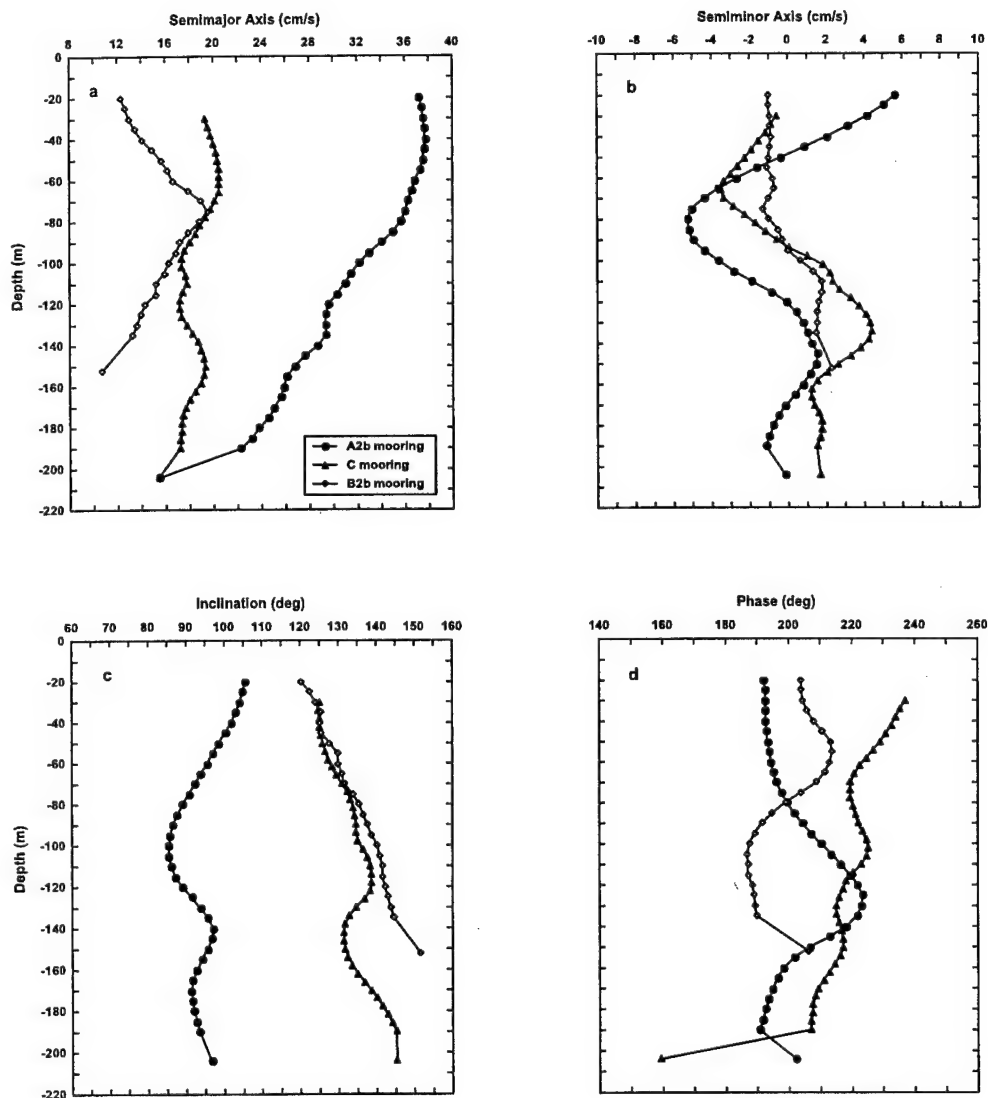 Semimajor Axis (cm/s)
8 12 16 20 24 28 32 36 40
0
-20
-40
-60
-80
-100
-120
-140
-160
-180
-200
-220
Depth (m)
a
A2b mooring
C mooring
B2b mooring
Semiminor Axis (cm/s)
-10 -8 -6 -4 -2 0 2 4 6 8 10
b
Inclination (deg)
60 70 80 90 100 110 120 130 140 150 160
0
-20
-40
-60
-80
-100
-120
-140
-160
-180
-200
-220
Depth (m)
c
Phase (deg)
140 160 180 200 220 240 260
d